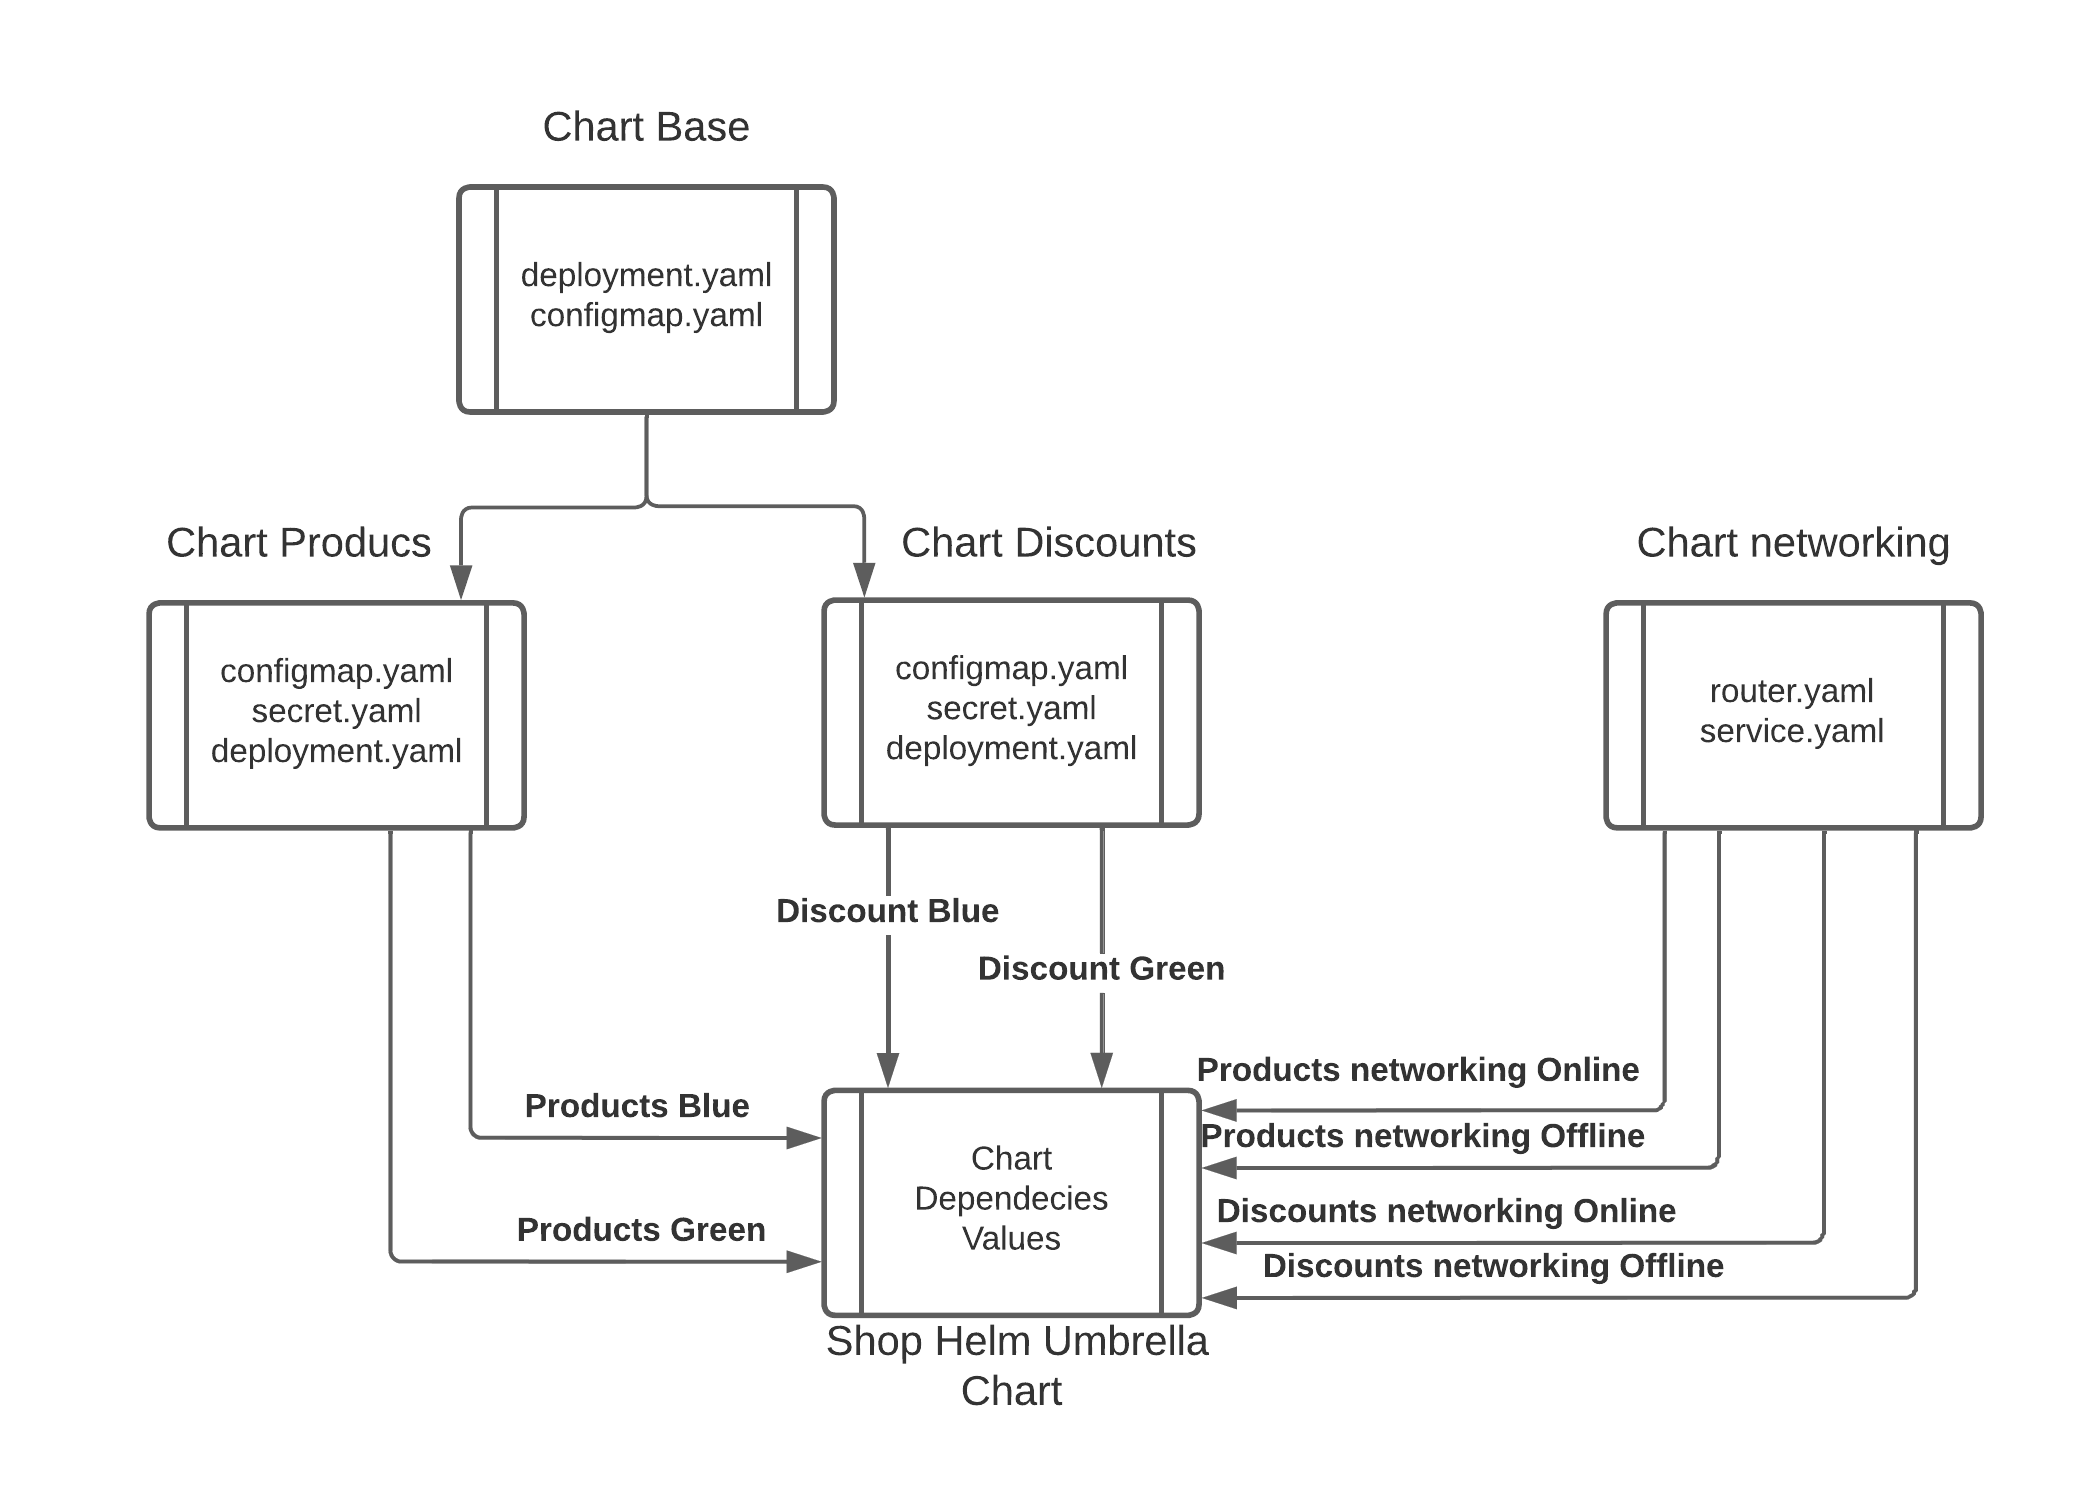 Chart Base
deployment.yaml
configmap.yaml
Chart Producs
Chart Discounts
Chart networking
configmap.yaml
secret.yaml
deployment.yaml
configmap.yaml
secret.yaml
deployment.yaml
router.yaml
service.yaml
Discount Blue
Discount Green
Products Blue
Products Green
Products networking Online
Products networking Offline
Discounts networking Online
Discounts networking Offline
Chart
Dependecies
Values
Shop Helm Umbrella
Chart